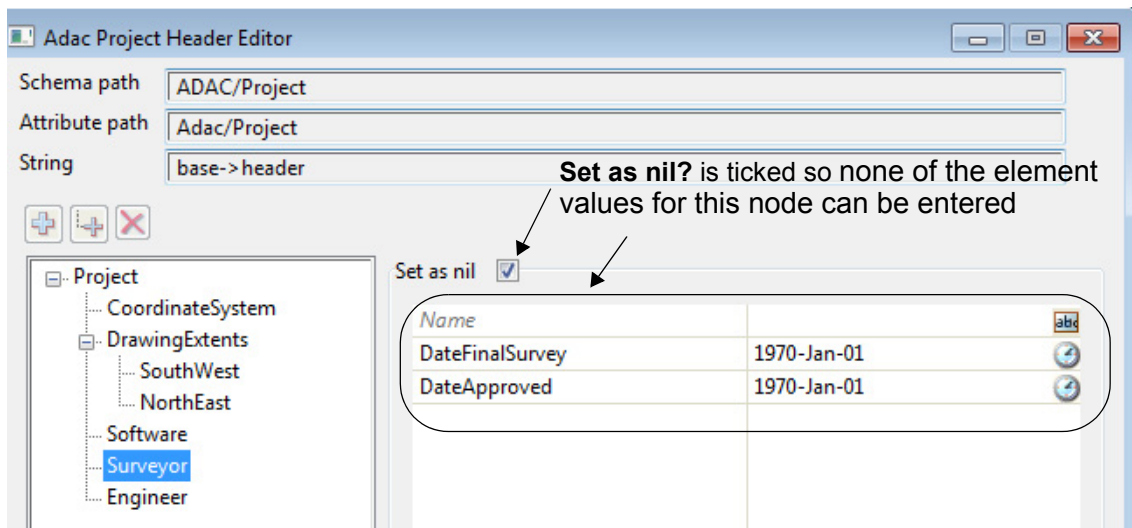 Adac Project Header Editor
Schema path ADAC/Project
Attribute path Adac/Project
String base->header
Set as nil? is ticked so none of the element
values for this node can be entered
Set as nil
Project
CoordinateSystem
DrawingExtents
SouthWest
NorthEast
Software
Surveyor
Engineer
Name abc
DateFinalSurvey 1970-Jan-01
DateApproved 1970-Jan-01